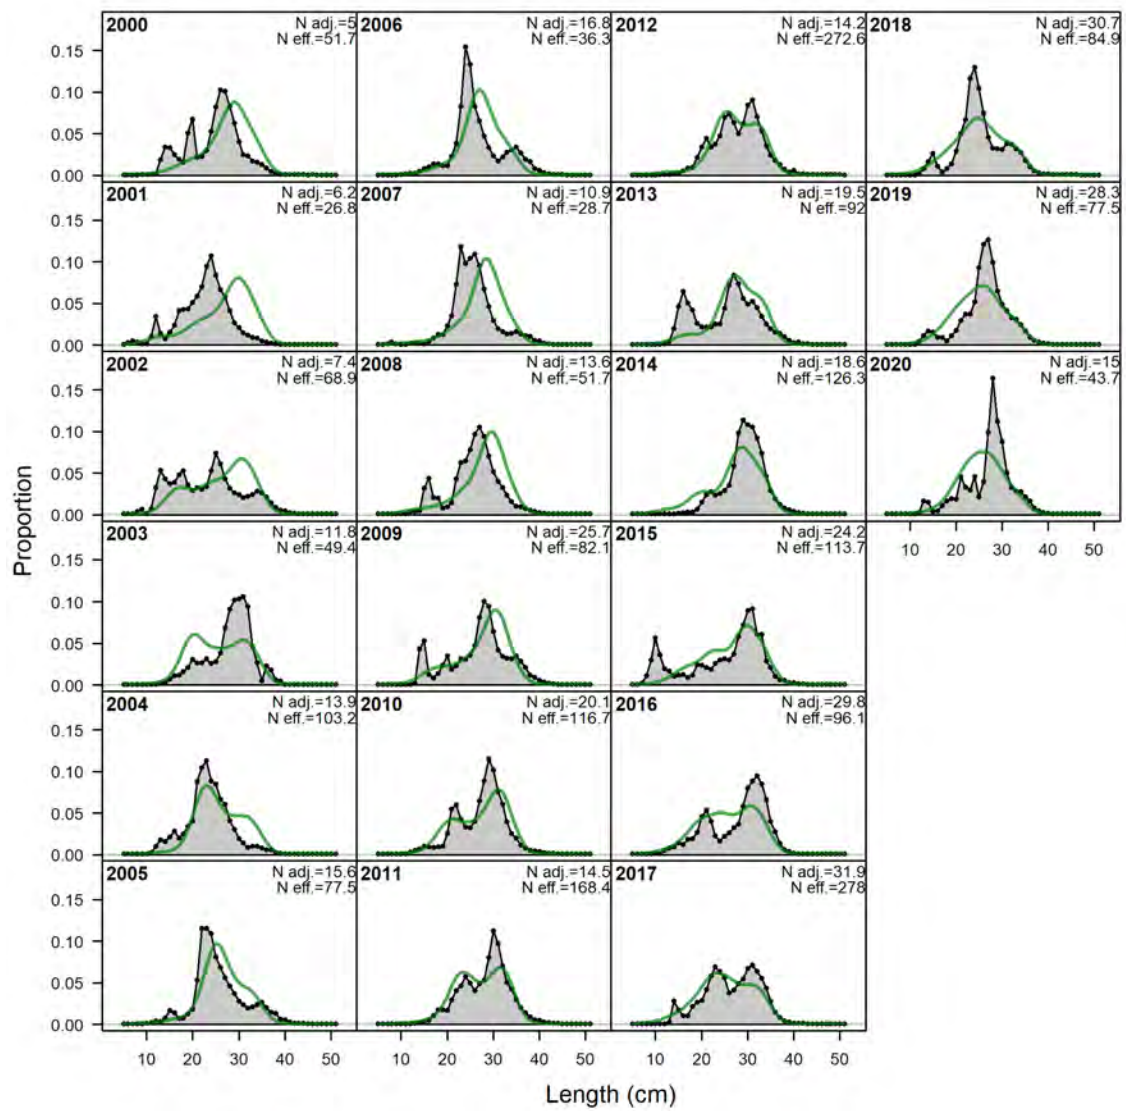 2000
N adj.=5
N eff.=51.7
2006
N adj.=16.8
N eff.=36.3
2012
N adj.=14.2
N eff.=272.6
2018
N adj.=30.7
N eff.=84.9
0.15
0.10
0.05
0.00
2001
N adj.=6.2
N eff.=26.8
2007
N adj.=10.9
N eff.=28.7
2013
N adj.=19.5
N eff.=92
2019
N adj.=28.3
N eff.=77.5
0.15
0.10
0.05
0.00
2002
N adj.=7.4
N eff.=68.9
2008
N adj.=13.6
N eff.=51.7
2014
N adj.=18.6
N eff.=126.3
2020
N adj.=15
N eff.=43.7
0.15
0.10
0.05
0.00
10 20 30 40 50
Proportion
2003
N adj.=11.8
N eff.=49.4
2009
N adj.=25.7
N eff.=82.1
2015
N adj.=24.2
N eff.=113.7
0.15
0.10
0.05
0.00
2004
N adj.=13.9
N eff.=103.2
2010
N adj.=20.1
N eff.=116.7
2016
N adj.=29.8
N eff.=96.1
0.15
0.10
0.05
0.00
2005
N adj.=15.6
N eff.=77.5
2011
N adj.=14.5
N eff.=168.4
2017
N adj.=31.9
N eff.=278
0.15
0.10
0.05
0.00
10 20 30 40 50
10 20 30 40 50
10 20 30 40 50
Length (cm)